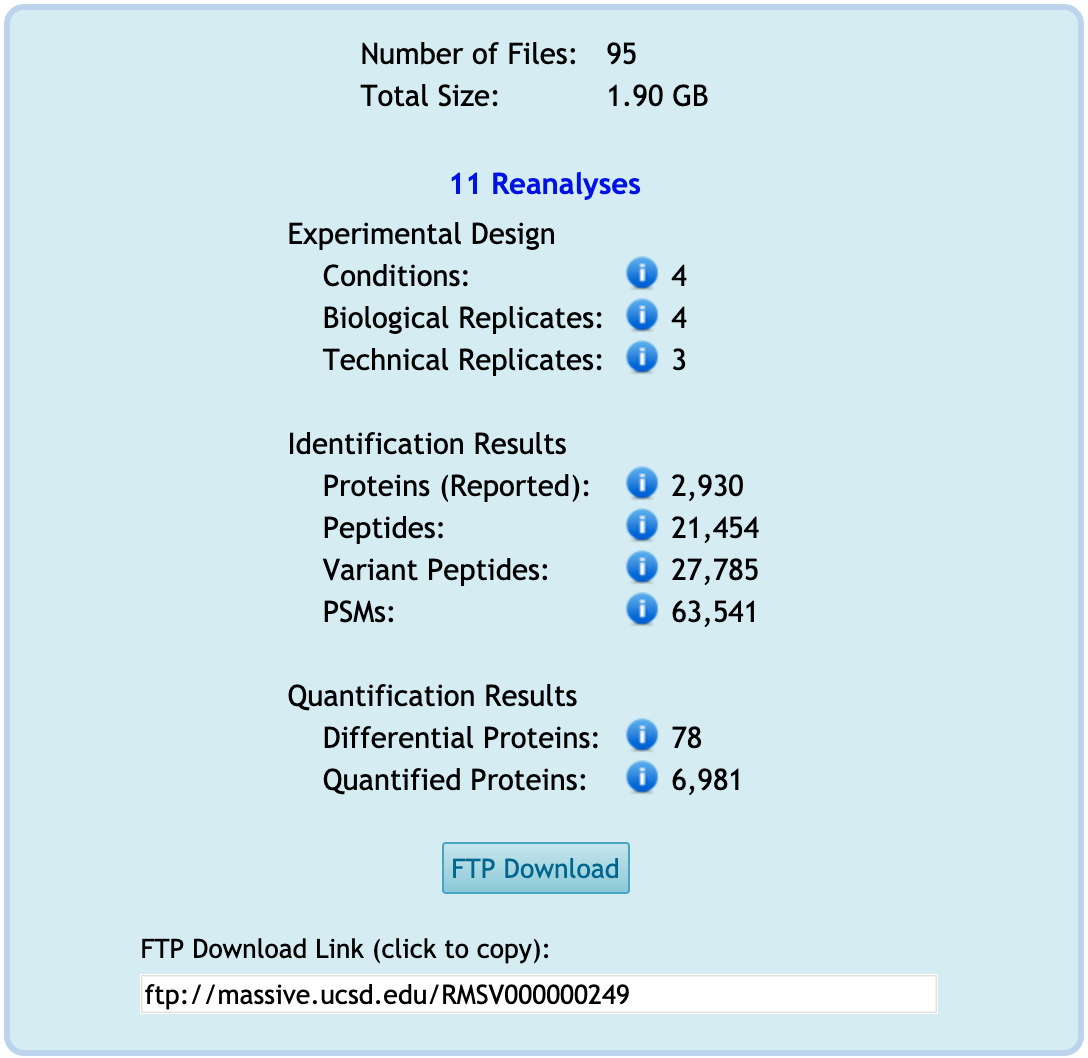 Number of Files: 95
Total Size: 1.90 GB
11 Reanalyses
Experimental Design
Conditions: i 4
Biological Replicates: i 4
Technical Replicates: i 3
Identification Results
Proteins (Reported): i 2,930
Peptides: i 21,454
Variant Peptides: i 27,785
PSMs: i 63,541
Quantification Results
Differential Proteins: i 78
Quantified Proteins: i 6,981
FTP Download
FTP Download Link (click to copy):
ftp://massive.ucsd.edu/RMSV000000249